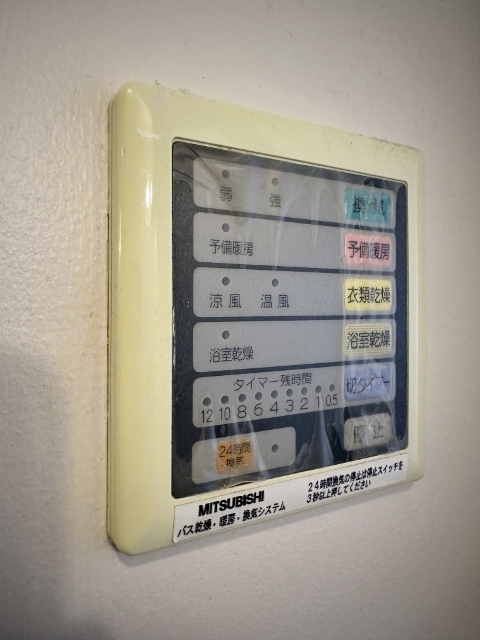 弱 強 換気
予備暖房 予備暖房
涼風 温風 衣類乾燥
浴室乾燥 浴室乾燥
タイマー残時間
12 10 8 6 4 3 2 1 0.5 切タイマー
24時間
換気
停止
MITSUBISHI
バス乾燥・暖房・換気システム
24時間換気の停止は停止スイッチを
3秒以上押してください